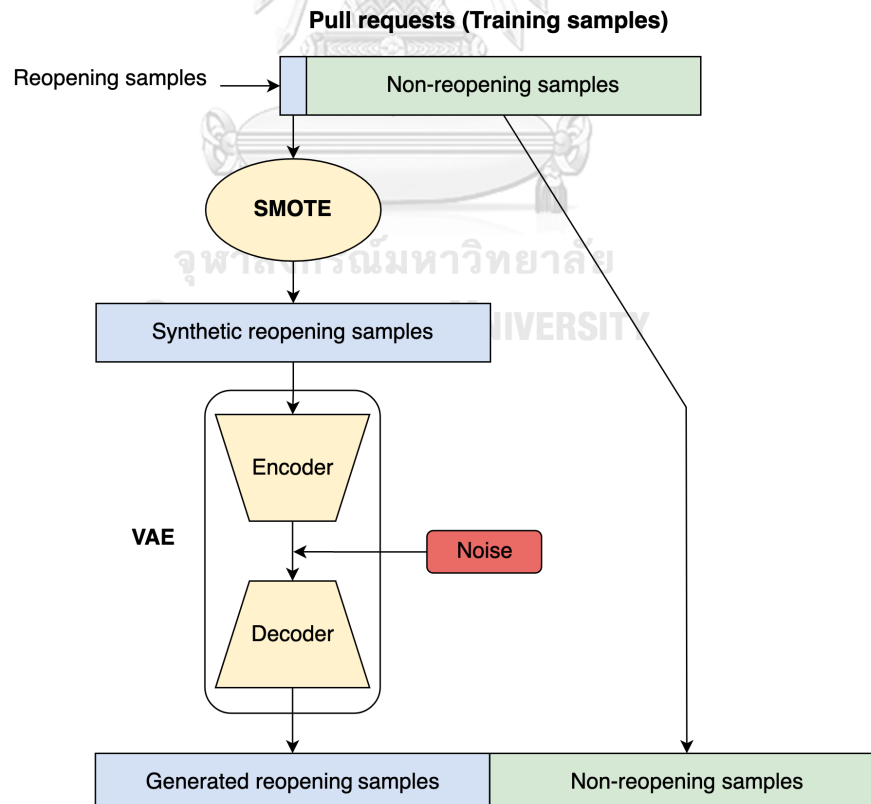 Pull requests (Training samples)
Reopening samples
Non-reopening samples
SMOTE
จุฬาลงกรณ์มหาวิทยาลัย
UNIVERSITY
Synthetic reopening samples
Encoder
VAE
Noise
Decoder
Generated reopening samples
Non-reopening samples